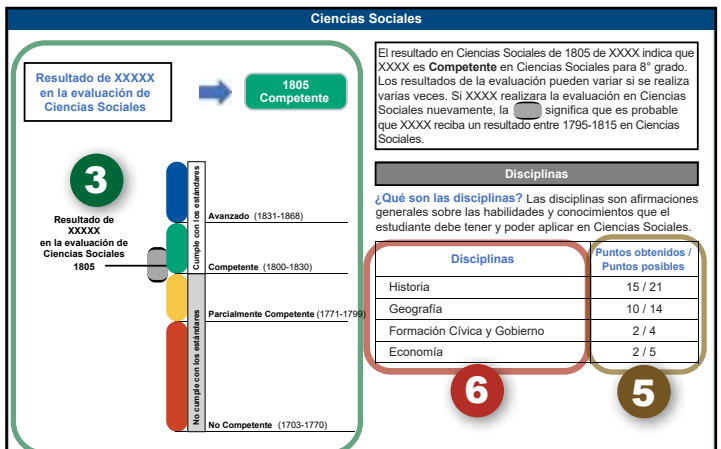 Ciencias Sociales
Resultado de XXXXX
en la evaluación de
Ciencias Sociales
1805
Competente
3
Resultado de
XXXXX
en la evaluación de
Ciencias Sociales
1805
Cumple con los estándares
No cumple con los estándares
Avanzado (1831-1868)
Competente (1800-1830)
Parcialmente Competente (1771-1799)
No Competente (1703-1770)
El resultado en Ciencias Sociales de 1805 de XXXX indica que
XXXX es Competente en Ciencias Sociales para 8° grado.
Los resultados de la evaluación pueden variar si se realiza
varias veces. Si XXXX realizara la evaluación en Ciencias
Sociales nuevamente, la significa que es probable
que XXXX reciba un resultado entre 1795-1815 en Ciencias
Sociales.
Disciplinas
¿Qué son las disciplinas? Las disciplinas son afirmaciones
generales sobre las habilidades y conocimientos que el
estudiante debe tener y poder aplicar en Ciencias Sociales.
Disciplinas
Puntos obtenidos /
Puntos posibles
Historia 15 / 21
Geografía 10 / 14
Formación Cívica y Gobierno 2 / 4
Economía 2 / 5
6
5